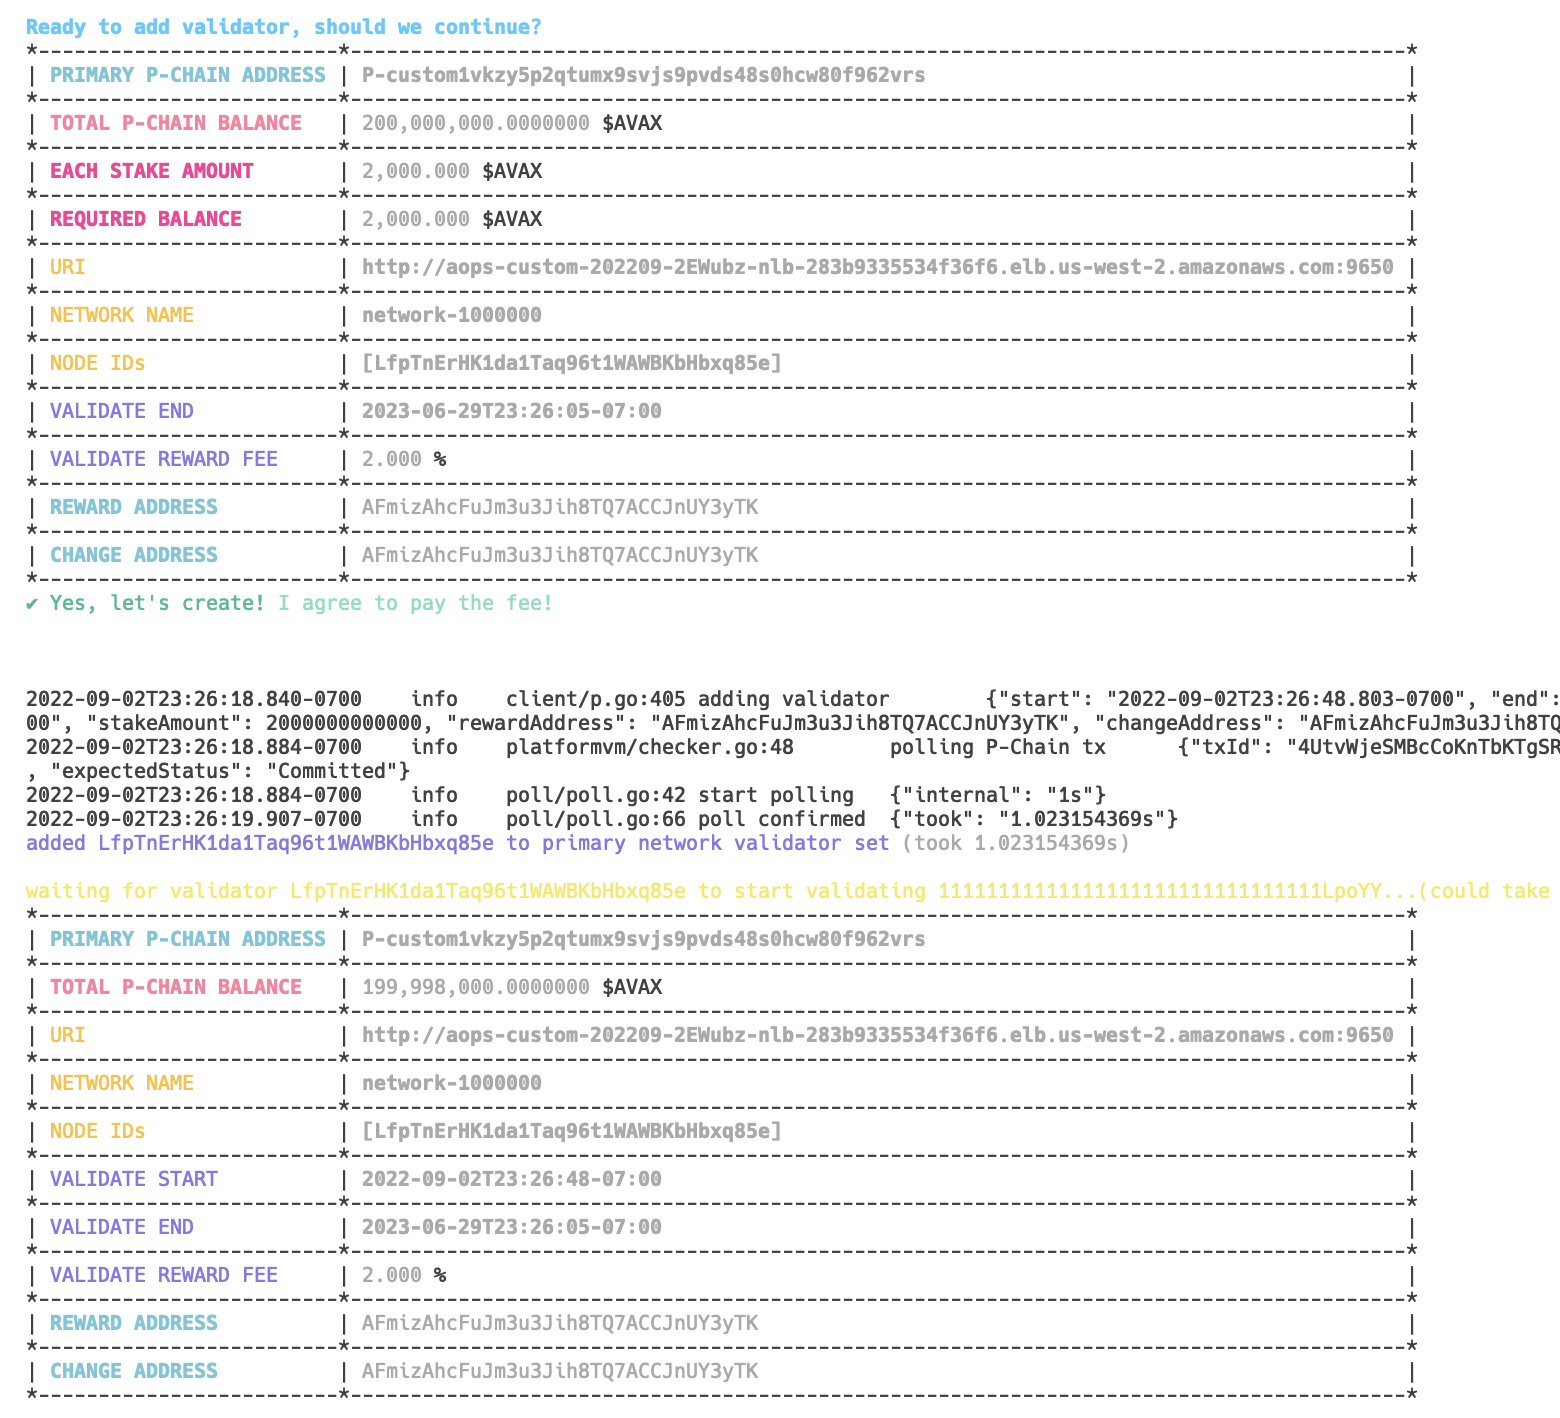 Ready to add validator, should we continue?
*-------------------------*----------------------------------------------------------------------------------------*
| PRIMARY P-CHAIN ADDRESS | P-custom1vkzy5p2qtumx9svjs9pvds48s0hcw80f962vrs |
*-------------------------*----------------------------------------------------------------------------------------*
| TOTAL P-CHAIN BALANCE | 200,000,000.0000000 $AVAX |
*-------------------------*----------------------------------------------------------------------------------------*
| EACH STAKE AMOUNT | 2,000.000 $AVAX |
*-------------------------*----------------------------------------------------------------------------------------*
| REQUIRED BALANCE | 2,000.000 $AVAX |
*-------------------------*----------------------------------------------------------------------------------------*
| URI | http://aops-custom-202209-2EWubz-nlb-283b9335534f36f6.elb.us-west-2.amazonaws.com:9650 |
*-------------------------*----------------------------------------------------------------------------------------*
| NETWORK NAME | network-1000000 |
*-------------------------*----------------------------------------------------------------------------------------*
| NODE IDs | [LfpTnErHK1da1Taq96t1WAWBKbHbxq85e] |
*-------------------------*----------------------------------------------------------------------------------------*
| VALIDATE END | 2023-06-29T23:26:05-07:00 |
*-------------------------*----------------------------------------------------------------------------------------*
| VALIDATE REWARD FEE | 2.000 % |
*-------------------------*----------------------------------------------------------------------------------------*
| REWARD ADDRESS | AFmizAhcFuJm3u3Jih8TQ7ACCJnUY3yTK |
*-------------------------*----------------------------------------------------------------------------------------*
| CHANGE ADDRESS | AFmizAhcFuJm3u3Jih8TQ7ACCJnUY3yTK |
*-------------------------*----------------------------------------------------------------------------------------*
✔ Yes, let's create! I agree to pay the fee!
2022-09-02T23:26:18.840-0700 info client/p.go:405 adding validator {"start": "2022-09-02T23:26:48.803-0700", "end":
00", "stakeAmount": 2000000000000, "rewardAddress": "AFmizAhcFuJm3u3Jih8TQ7ACCJnUY3yTK", "changeAddress": "AFmizAhcFuJm3u3Jih8TQ
2022-09-02T23:26:18.884-0700 info platformvm/checker.go:48 polling P-Chain tx {"txId": "4UtvWjeSMBcCoKnTbKTgSR
, "expectedStatus": "Committed"}
2022-09-02T23:26:18.884-0700 info poll/poll.go:42 start polling {"internal": "1s"}
2022-09-02T23:26:19.907-0700 info poll/poll.go:66 poll confirmed {"took": "1.023154369s"}
added LfpTnErHK1da1Taq96t1WAWBKbHbxq85e to primary network validator set (took 1.023154369s)
waiting for validator LfpTnErHK1da1Taq96t1WAWBKbHbxq85e to start validating 11111111111111111111111111111111LpoYY...(could take
*-------------------------*----------------------------------------------------------------------------------------*
| PRIMARY P-CHAIN ADDRESS | P-custom1vkzy5p2qtumx9svjs9pvds48s0hcw80f962vrs |
*-------------------------*----------------------------------------------------------------------------------------*
| TOTAL P-CHAIN BALANCE | 199,998,000.0000000 $AVAX |
*-------------------------*----------------------------------------------------------------------------------------*
| URI | http://aops-custom-202209-2EWubz-nlb-283b9335534f36f6.elb.us-west-2.amazonaws.com:9650 |
*-------------------------*----------------------------------------------------------------------------------------*
| NETWORK NAME | network-1000000 |
*-------------------------*----------------------------------------------------------------------------------------*
| NODE IDs | [LfpTnErHK1da1Taq96t1WAWBKbHbxq85e] |
*-------------------------*----------------------------------------------------------------------------------------*
| VALIDATE START | 2022-09-02T23:26:48-07:00 |
*-------------------------*----------------------------------------------------------------------------------------*
| VALIDATE END | 2023-06-29T23:26:05-07:00 |
*-------------------------*----------------------------------------------------------------------------------------*
| VALIDATE REWARD FEE | 2.000 % |
*-------------------------*----------------------------------------------------------------------------------------*
| REWARD ADDRESS | AFmizAhcFuJm3u3Jih8TQ7ACCJnUY3yTK |
*-------------------------*----------------------------------------------------------------------------------------*
| CHANGE ADDRESS | AFmizAhcFuJm3u3Jih8TQ7ACCJnUY3yTK |
*-------------------------*----------------------------------------------------------------------------------------*